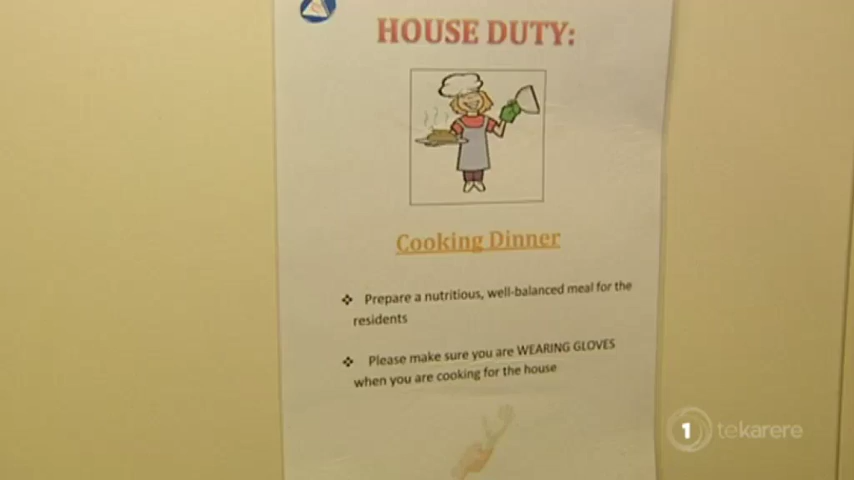 HOUSE DUTY:
Cooking Dinner
❖ Prepare a nutritious, well-balanced meal for the
residents
❖ Please make sure you are WEARING GLOVES
when you are cooking for the house
1 tekarere